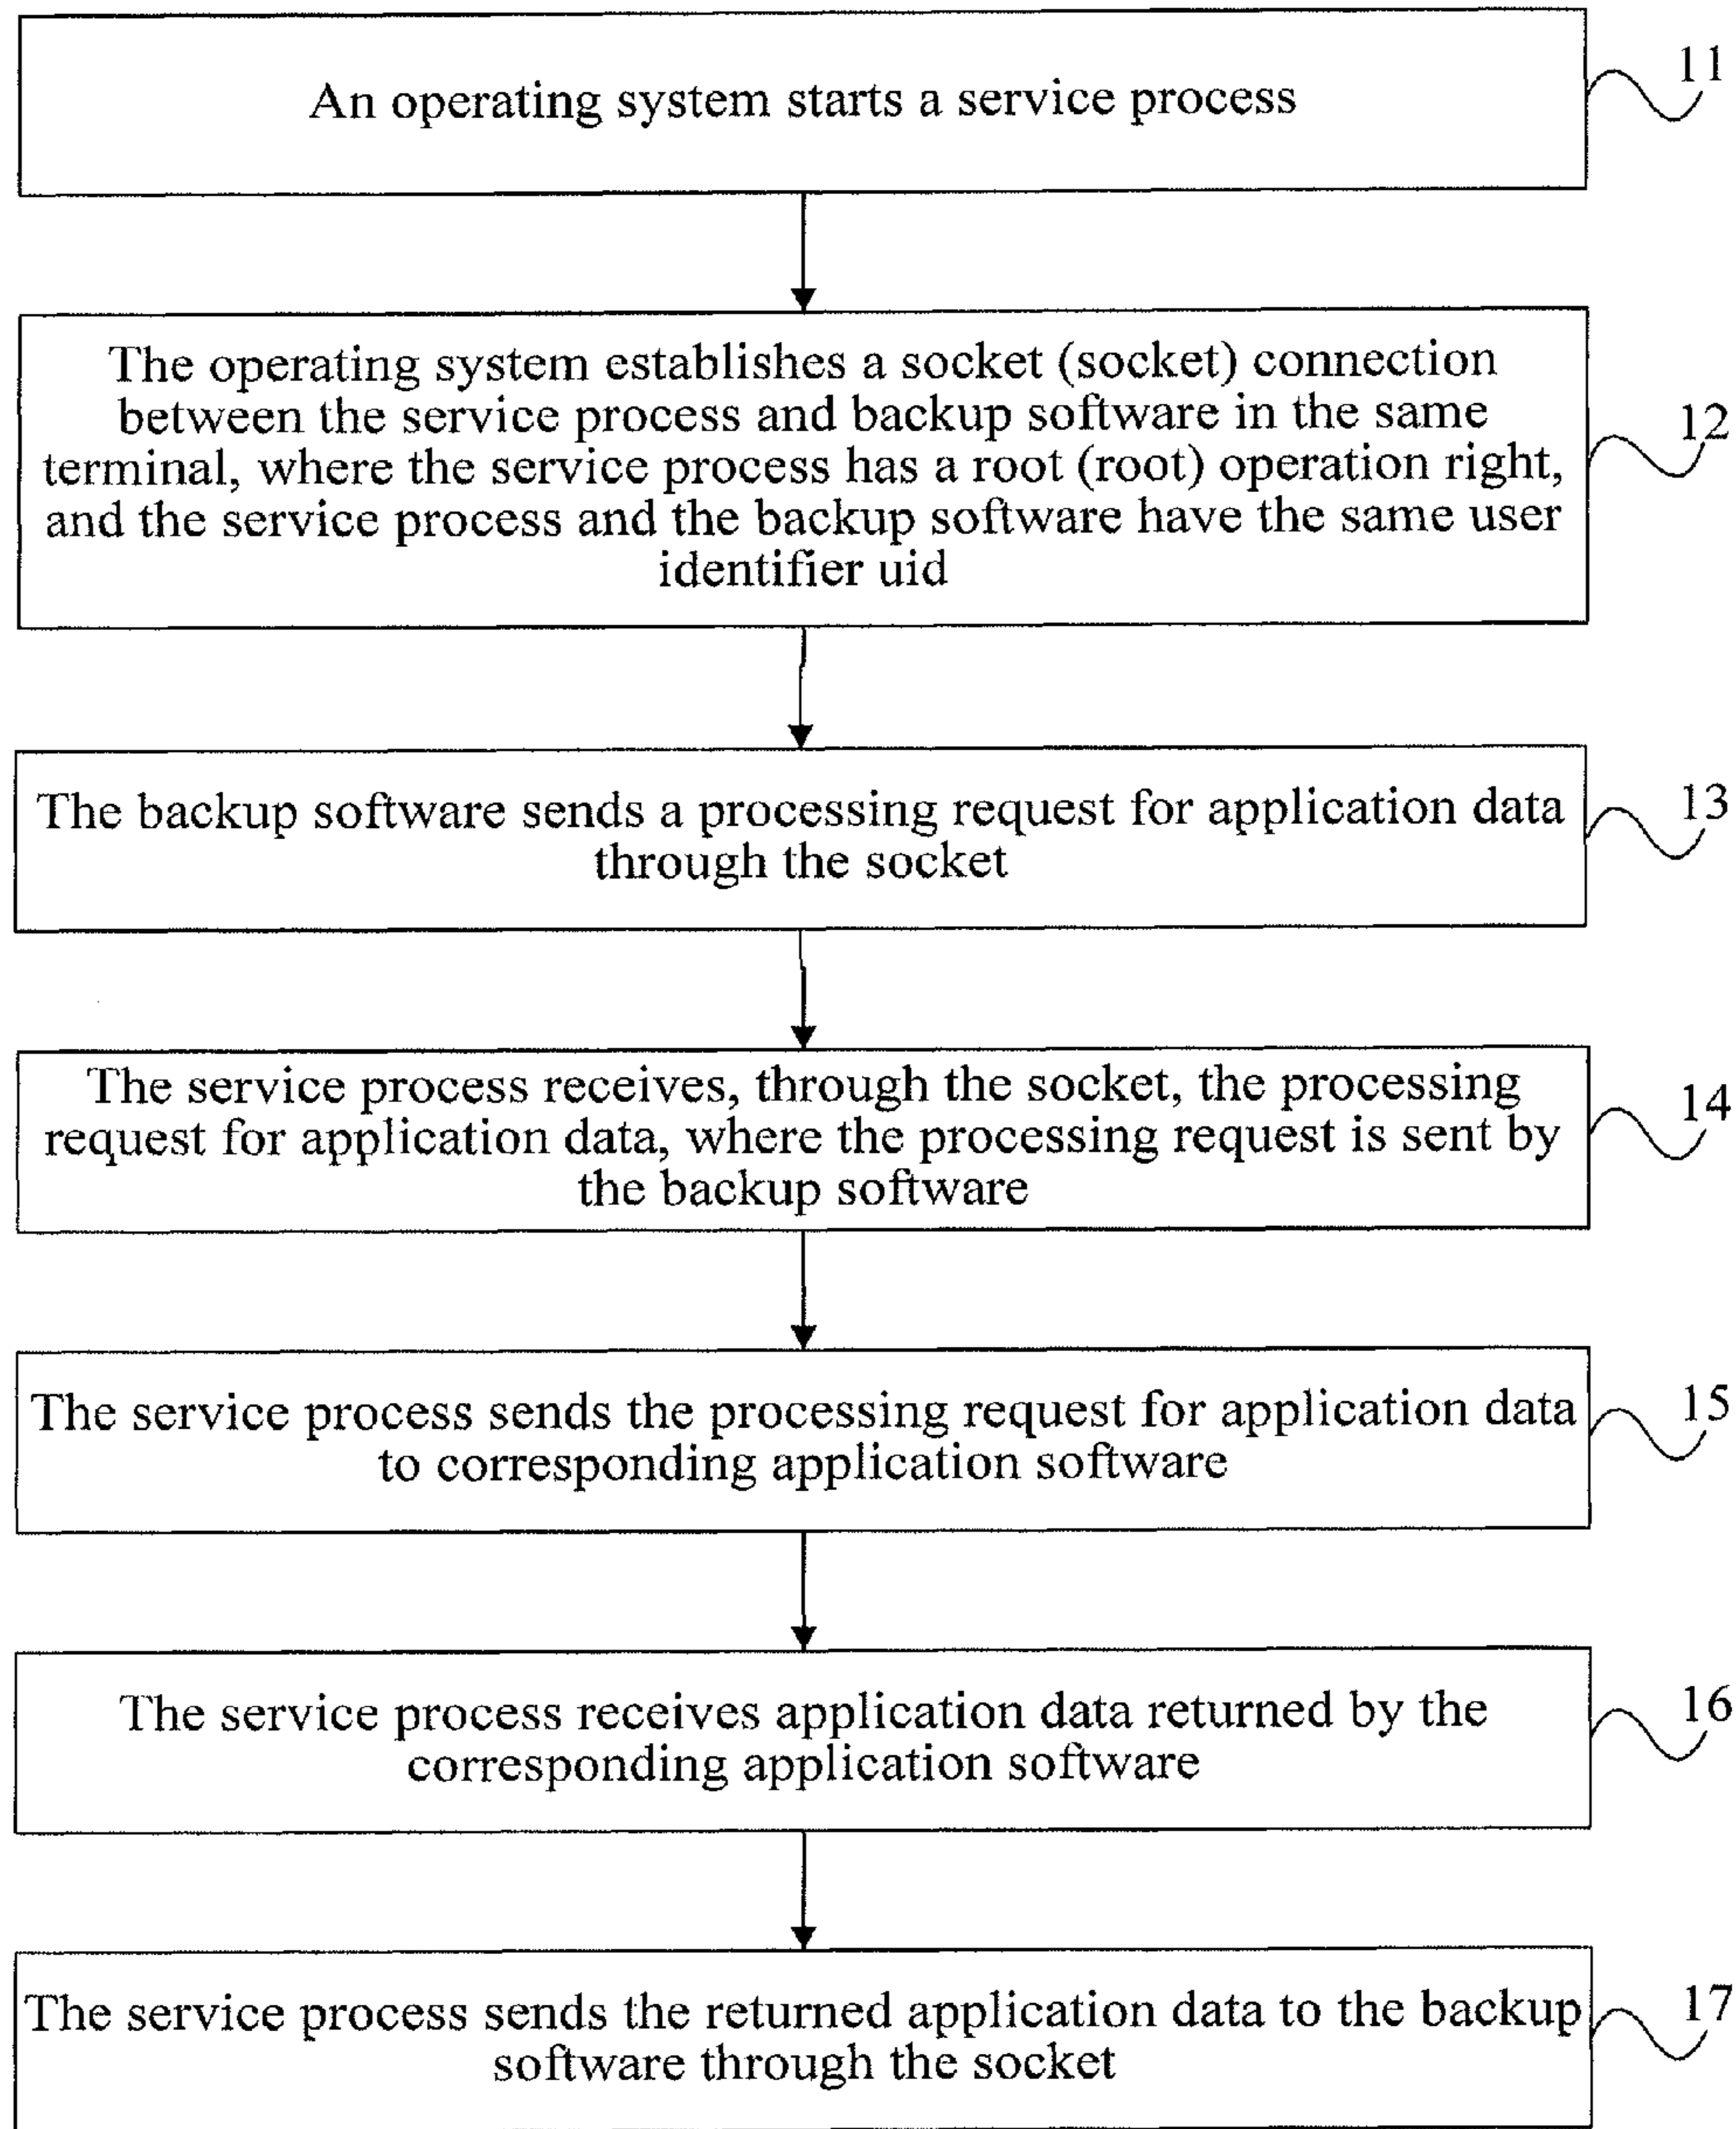 An operating system starts a service process
11
The operating system establishes a socket (socket) connection
between the service process and backup software in the same
terminal, where the service process has a root (root) operation right,
and the service process and the backup software have the same user
identifier uid
12
The backup software sends a processing request for application data
through the socket
13
The service process receives, through the socket, the processing
request for application data, where the processing request is sent by
the backup software
14
The service process sends the processing request for application data
to corresponding application software
15
The service process receives application data returned by the
corresponding application software
16
The service process sends the returned application data to the backup
software through the socket
17